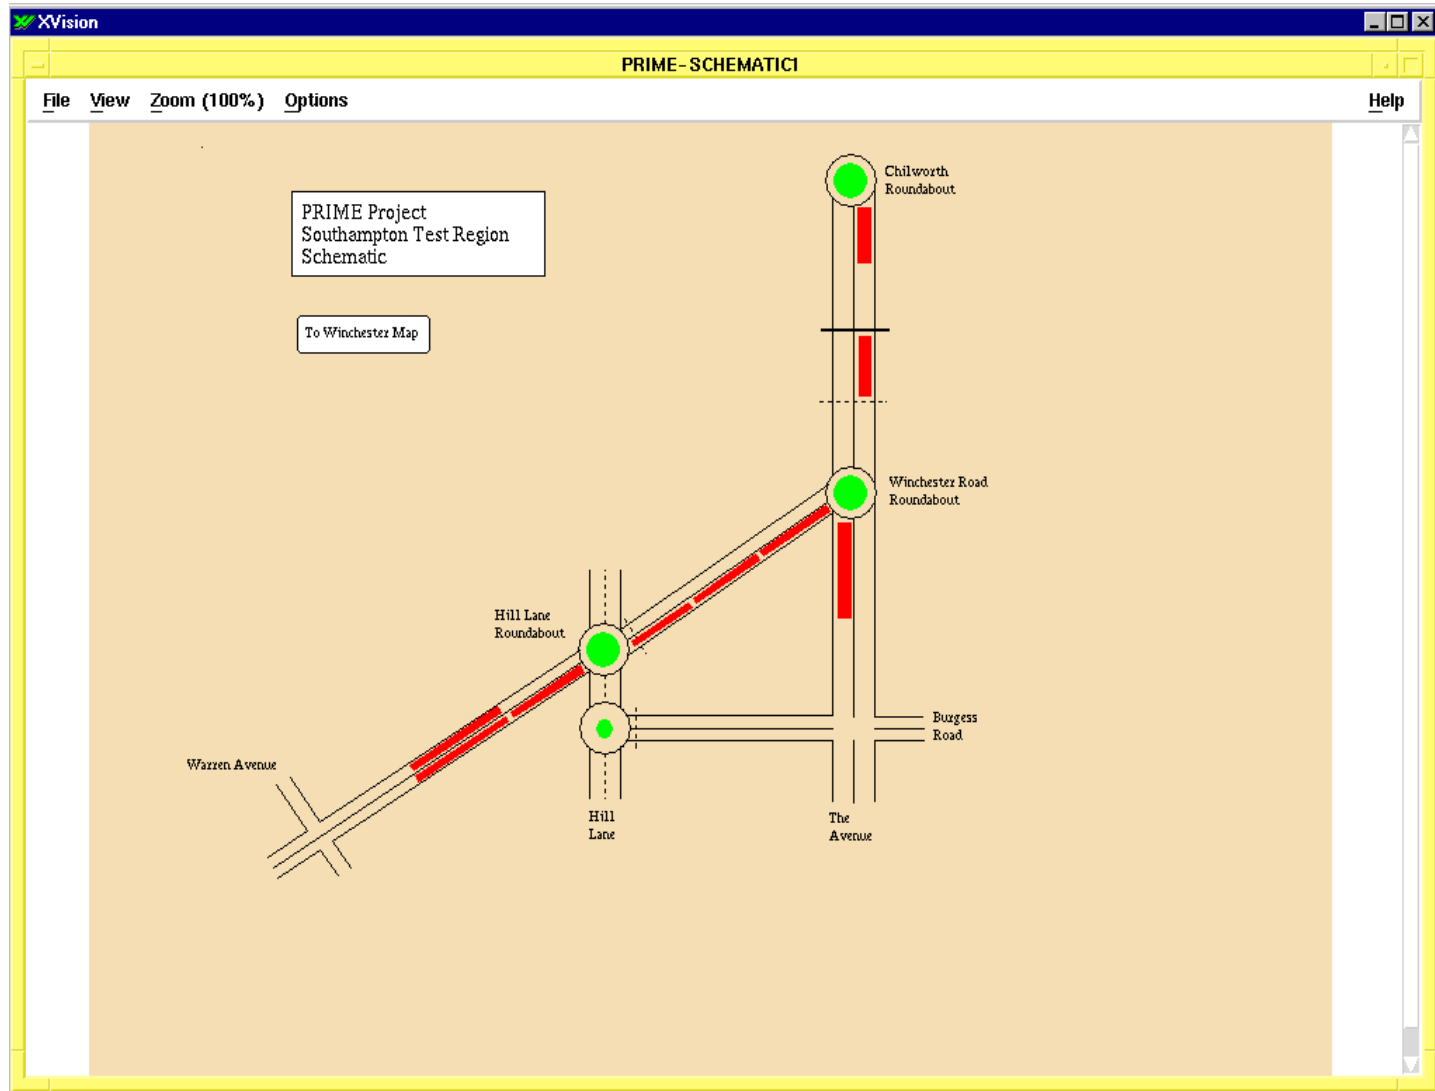 XVision
PRIME-SCHEMATIC1
File View Zoom (100%) Options Help
Chilworth
Roundabout
PRIME Project
Southampton Test Region
Schematic
To Winchester Map
Winchester Road
Roundabout
Hill Lane
Roundabout
Burgess
Road
Warren Avenue
Hill
Lane
The
Avenue